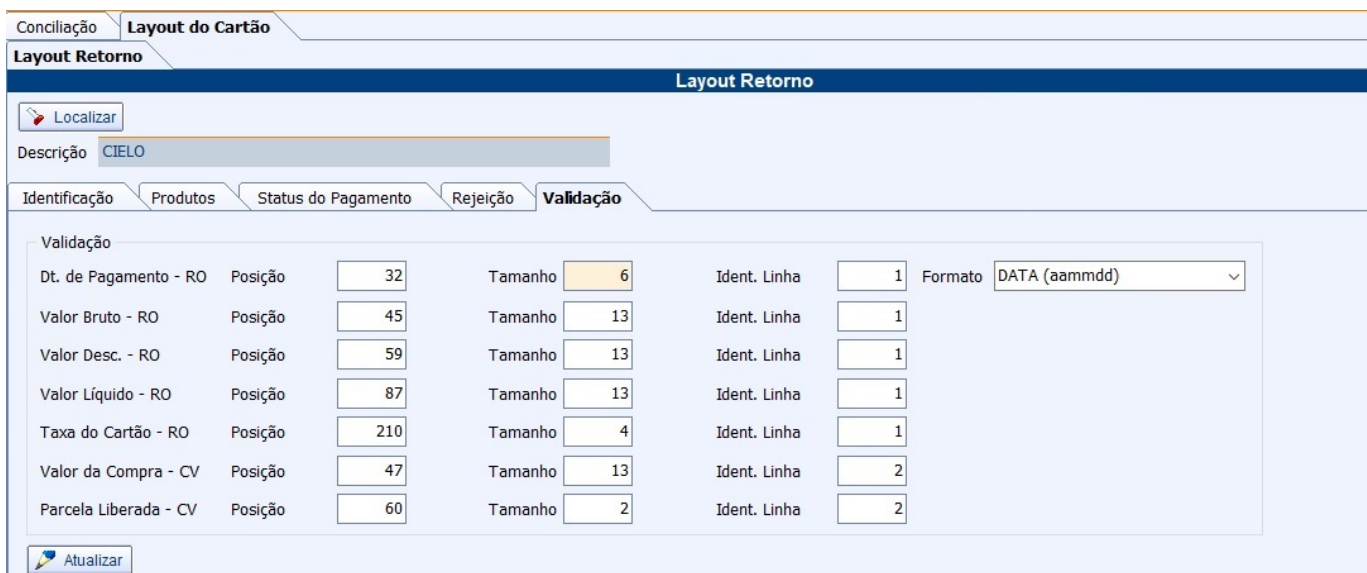 Conciliação Layout do Cartão
Layout Retorno
Layout Retorno
Localizar
Descrição CIELO
Identificação Produtos Status do Pagamento Rejeição Validação
Validação
Dt. de Pagamento - RO Posição 32 Tamanho 6 Ident. Linha 1 Formato DATA (aammdd)
Valor Bruto - RO Posição 45 Tamanho 13 Ident. Linha 1
Valor Desc. - RO Posição 59 Tamanho 13 Ident. Linha 1
Valor Líquido - RO Posição 87 Tamanho 13 Ident. Linha 1
Taxa do Cartão - RO Posição 210 Tamanho 4 Ident. Linha 1
Valor da Compra - CV Posição 47 Tamanho 13 Ident. Linha 2
Parcela Liberada - CV Posição 60 Tamanho 2 Ident. Linha 2
Atualizar